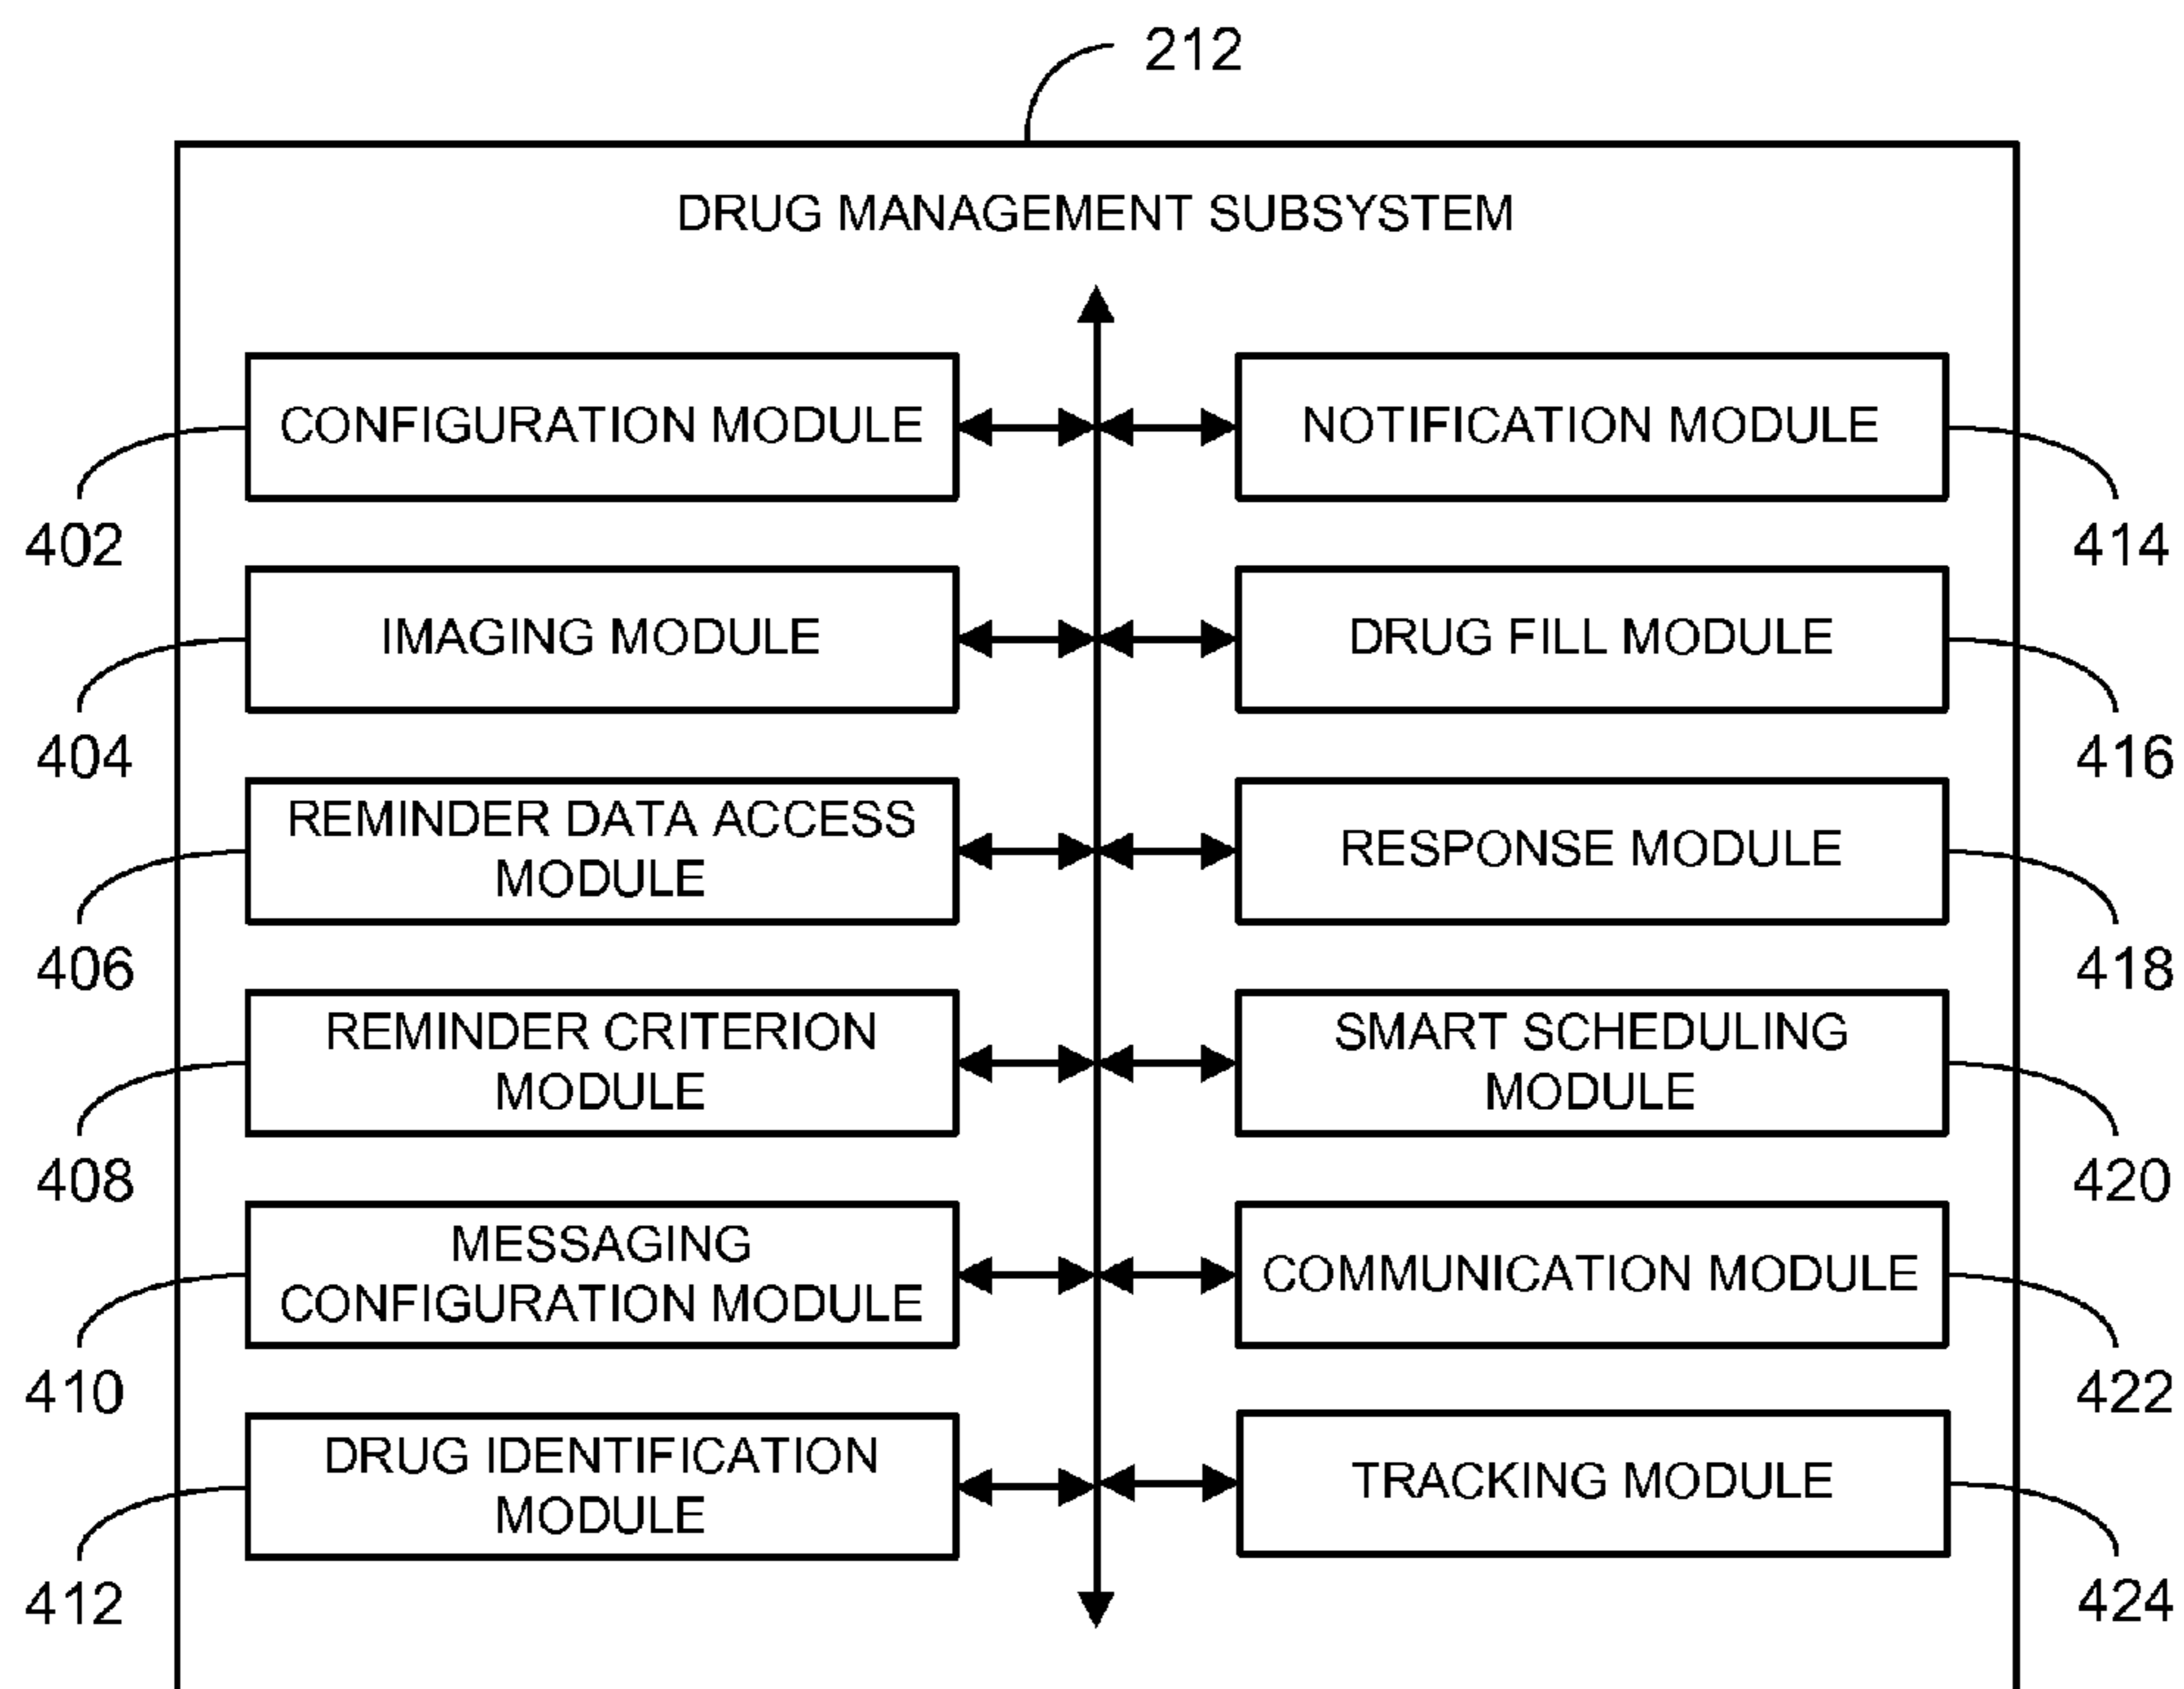 212
DRUG MANAGEMENT SUBSYSTEM
CONFIGURATION MODULE
NOTIFICATION MODULE
402
414
IMAGING MODULE
DRUG FILL MODULE
404
416
REMINDER DATA ACCESS
MODULE
RESPONSE MODULE
406
418
REMINDER CRITERION
MODULE
SMART SCHEDULING
MODULE
408
420
MESSAGING
CONFIGURATION MODULE
COMMUNICATION MODULE
410
422
DRUG IDENTIFICATION
MODULE
TRACKING MODULE
412
424